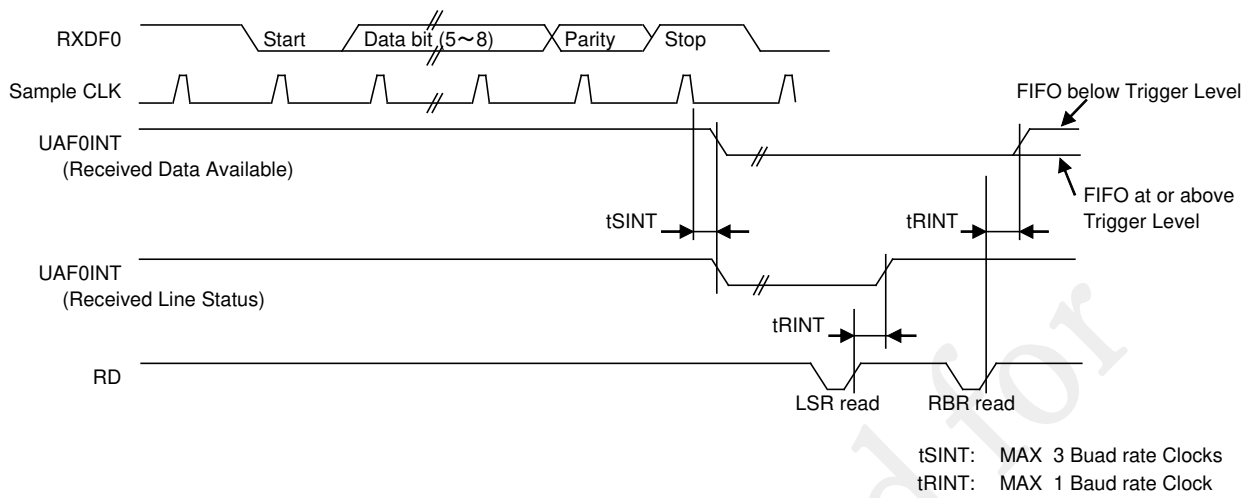 RXDF0
Start
Data bit (5～8)
Parity
Stop
Sample CLK
FIFO below Trigger Level
UAF0INT
(Received Data Available)
FIFO at or above
Trigger Level
tSINT
tRINT
UAF0INT
(Received Line Status)
tRINT
RD
LSR read
RBR read
tSINT: MAX 3 Buad rate Clocks
tRINT: MAX 1 Baud rate Clock
d for